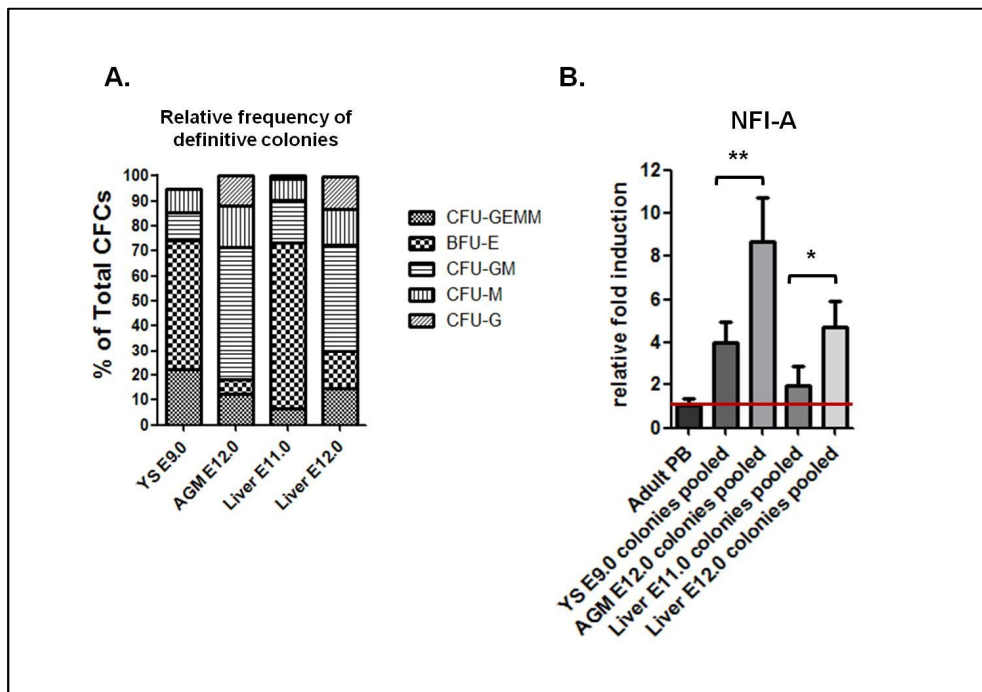 A.
Relative frequency of
definitive colonies
% of Total CFCs
100
90
80
70
60
50
40
30
20
10
0
YS E9.0
AGM E12.0
Liver E11.0
Liver E12.0
CFU-GEMM
BFU-E
CFU-GM
CFU-M
CFU-G
B.
NFI-A
relative fold induction
12
10
8
6
4
2
0
**
*
Adult PB
YS E9.0 colonies pooled
AGM E12.0 colonies pooled
Liver E11.0 colonies pooled
Liver E12.0 colonies pooled